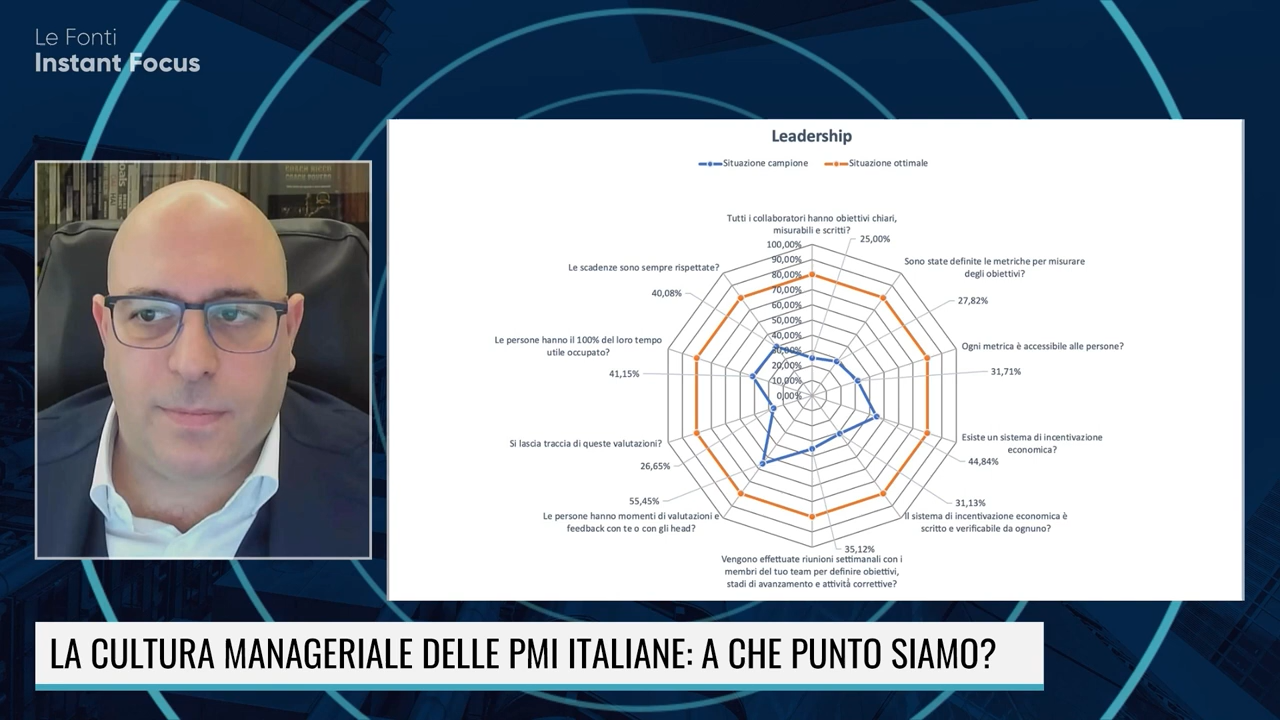 Le Fonti
Instant Focus
Leadership
Situazione campione
Situazione ottimale
Tutti i collaboratori hanno obiettivi chiari,
misurabili e scritti?
25,00%
Sono state definite le metriche per misurare
degli obiettivi?
27,82%
Ogni metrica è accessibile alle persone?
31,71%
Esiste un sistema di incentivazione
economica?
44,84%
31,13%
Il sistema di incentivazione economica è
scritto e verificabile da ognuno?
35,12%
Vengono effettuate riunioni settimanali con i
membri del tuo team per definire obiettivi,
stadi di avanzamento e attività correttive?
55,45%
Le persone hanno momenti di valutazioni e
feedback con te o con gli head?
Si lascia traccia di queste valutazioni?
26,65%
Le persone hanno il 100% del loro tempo
utile occupato?
41,15%
Le scadenze sono sempre rispettate?
40,08%
100,00%
90,00%
80,00%
70,00%
60,00%
50,00%
40,00%
30,00%
20,00%
10,00%
0,00%
LA CULTURA MANAGERIALE DELLE PMI ITALIANE: A CHE PUNTO SIAMO?